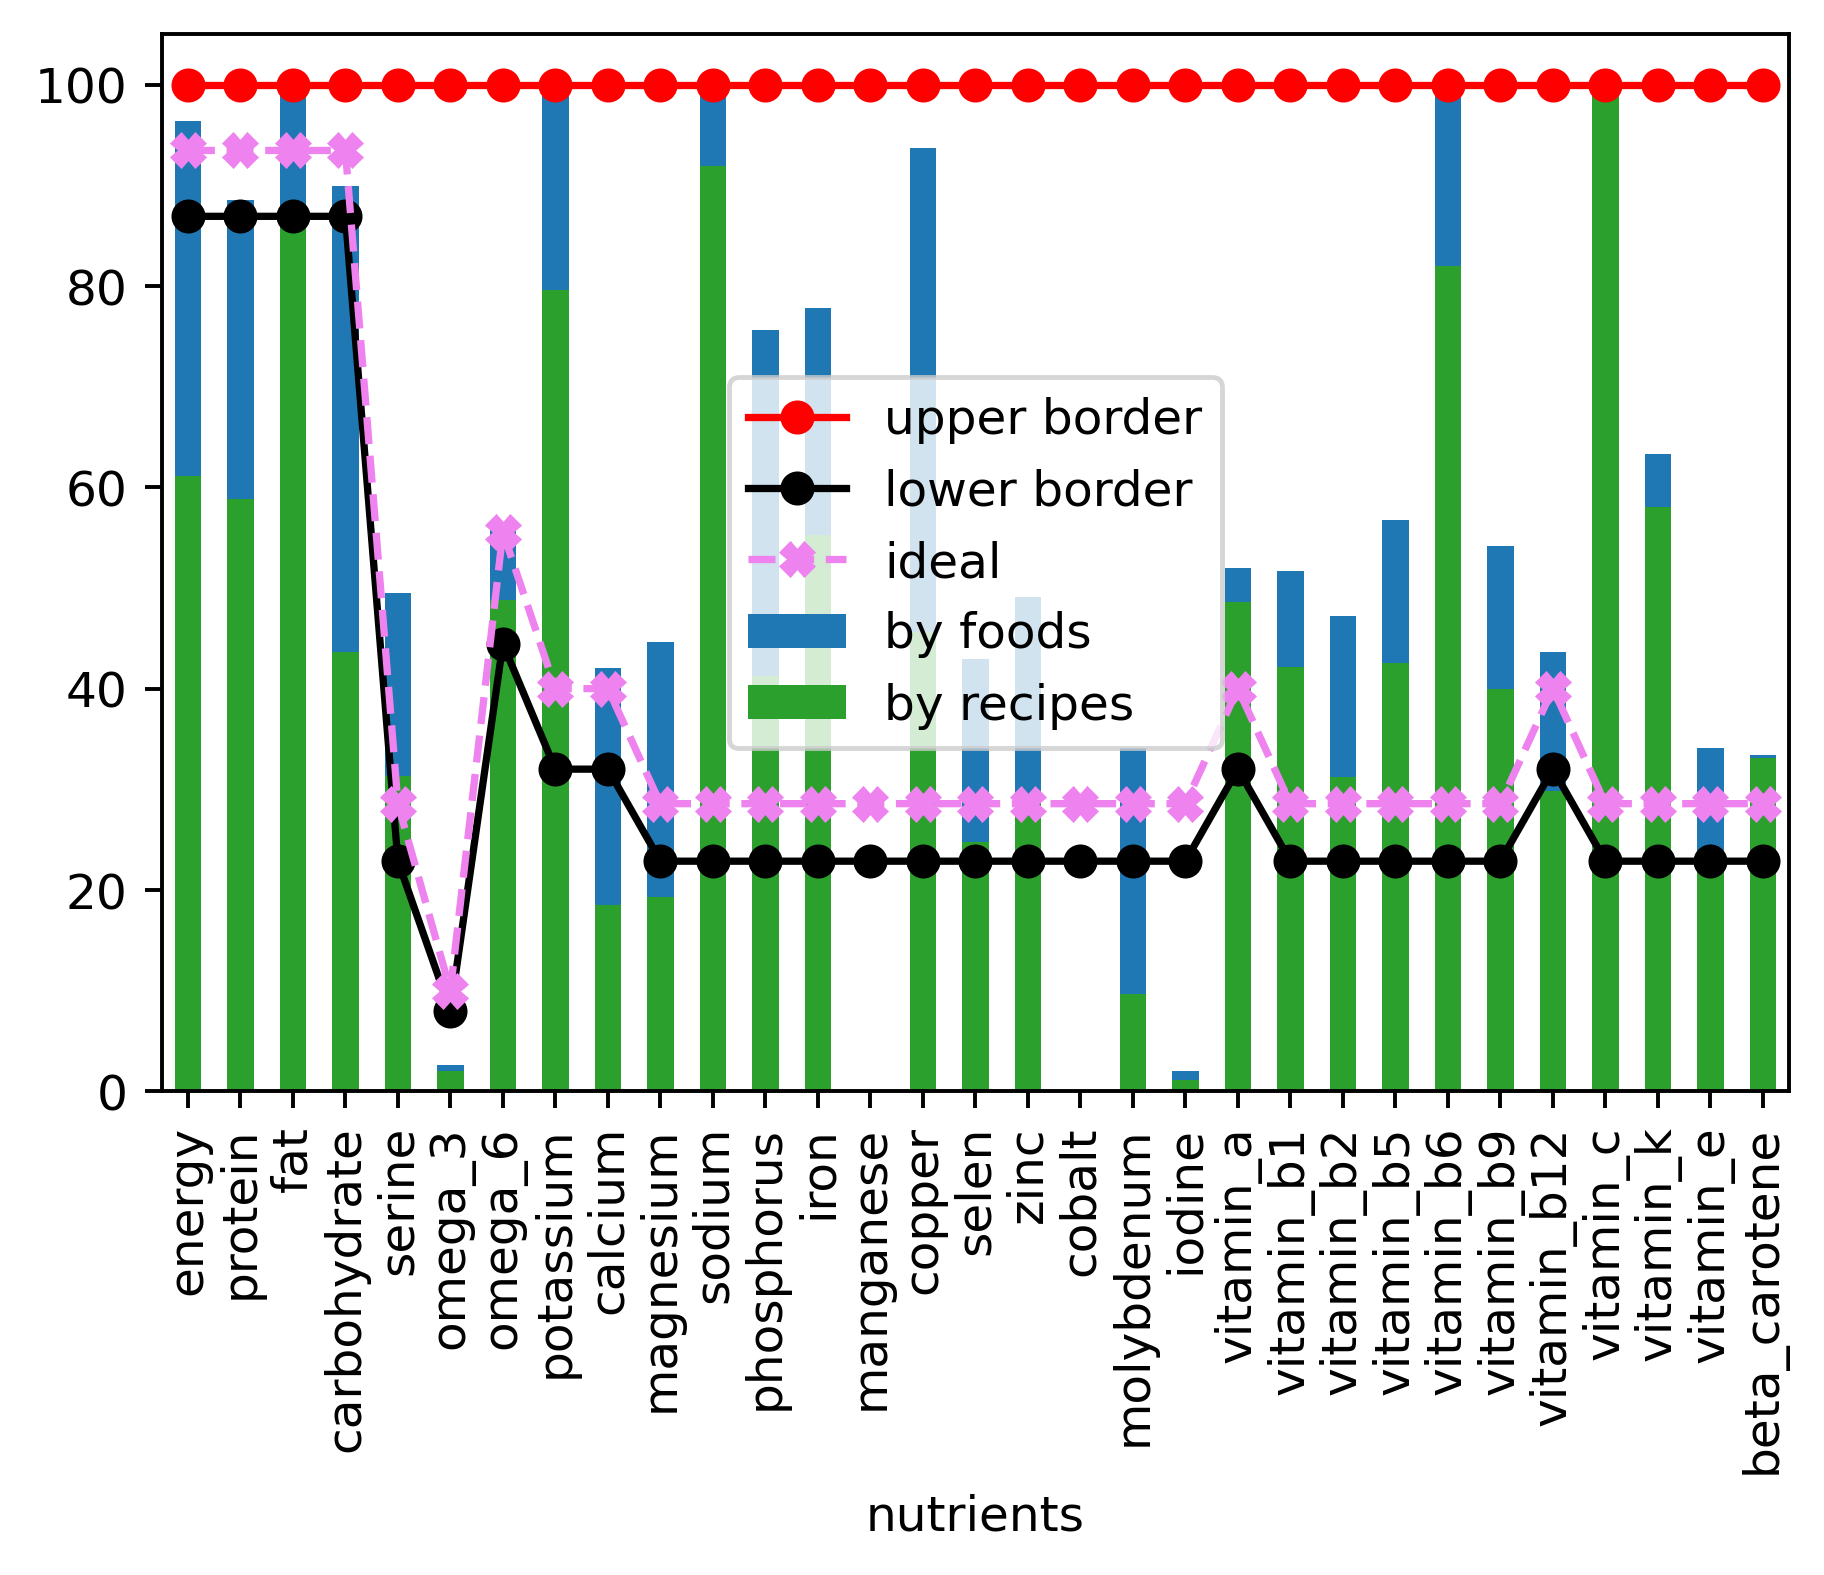 100
80
60
40
20
0
upper border
lower border
ideal
by foods
by recipes
energy
protein
fat
carbohydrate
serine
omega_3
omega_6
potassium
calcium
magnesium
sodium
phosphorus
iron
manganese
copper
selen
zinc
cobalt
molybdenum
iodine
vitamin_a
vitamin_b1
vitamin_b2
vitamin_b5
vitamin_b6
vitamin_b9
vitamin_b12
vitamin_c
vitamin_k
vitamin_e
beta_carotene
nutrients